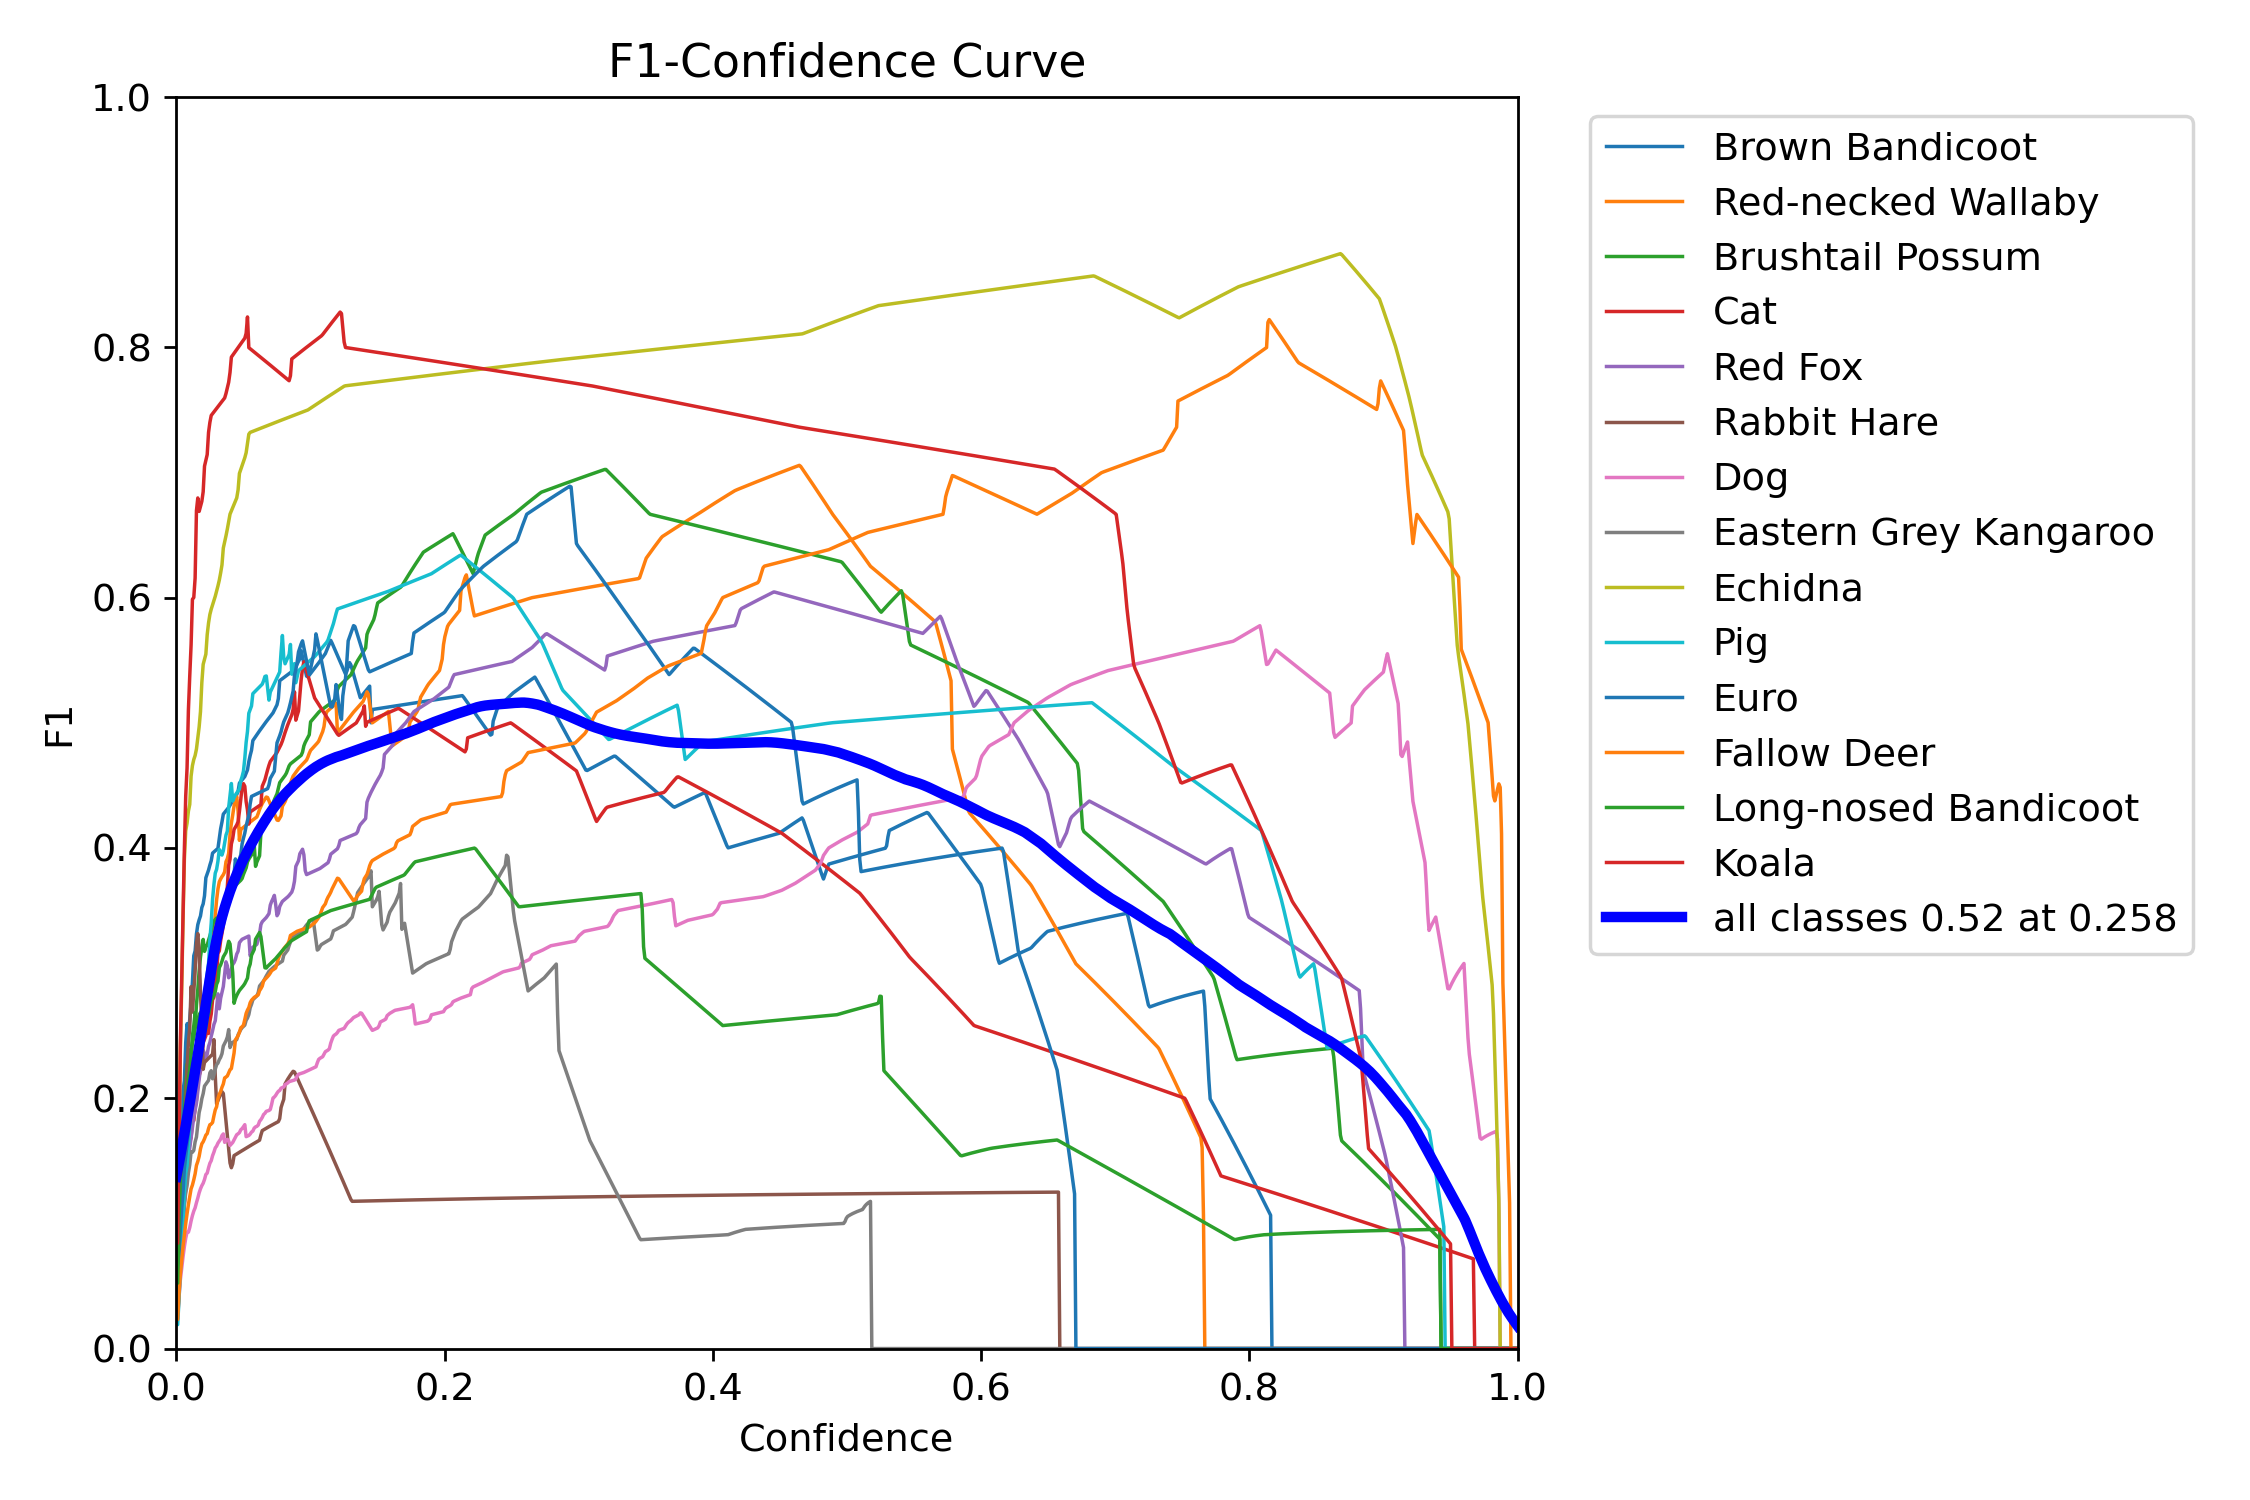 F1-Confidence Curve
1.0
0.8
0.6
0.4
0.2
0.0
F1
0.0 0.2 0.4 0.6 0.8 1.0
Confidence
Brown Bandicoot
Red-necked Wallaby
Brushtail Possum
Cat
Red Fox
Rabbit Hare
Dog
Eastern Grey Kangaroo
Echidna
Pig
Euro
Fallow Deer
Long-nosed Bandicoot
Koala
all classes 0.52 at 0.258